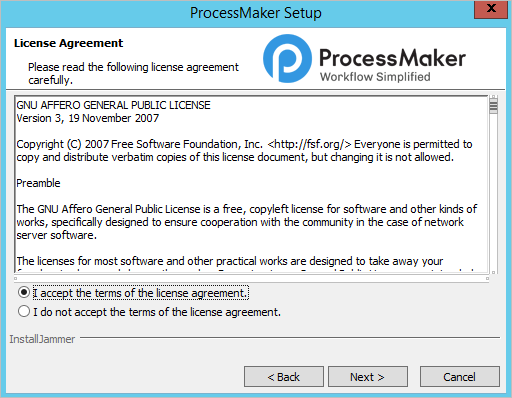 ProcessMaker Setup
X
License Agreement
Please read the following license agreement
carefully.
ProcessMaker
Workflow Simplified
GNU AFFERO GENERAL PUBLIC LICENSE
Version 3, 19 November 2007
Copyright (C) 2007 Free Software Foundation, Inc. <http://fsf.org/> Everyone is permitted to
copy and distribute verbatim copies of this license document, but changing it is not allowed.
Preamble
The GNU Affero General Public License is a free, copyleft license for software and other kinds of
works, specifically designed to ensure cooperation with the community in the case of network
server software.
The licenses for most software and other practical works are designed to take away your
I accept the terms of the license agreement.
I do not accept the terms of the license agreement.
InstallJammer
< Back
Next >
Cancel